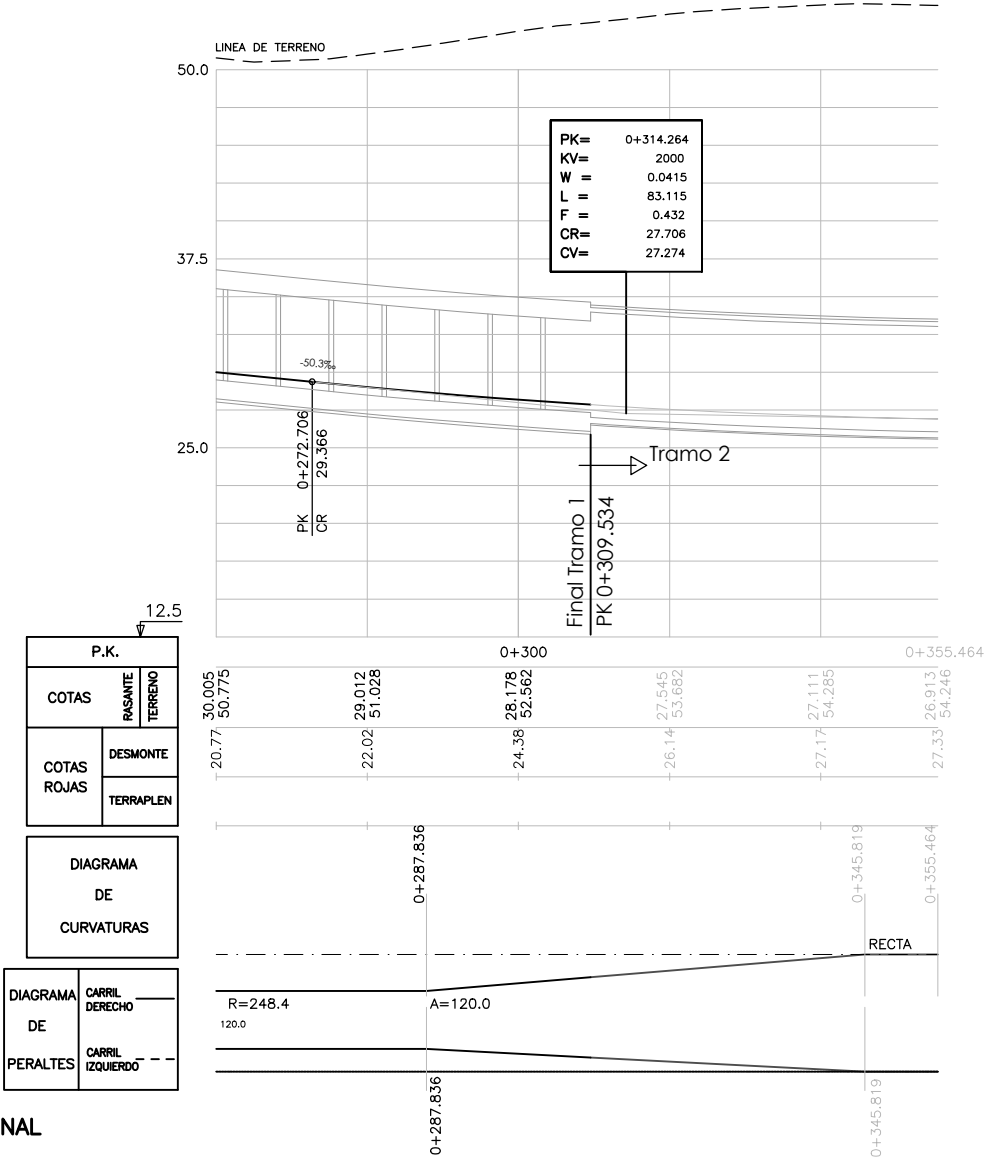 LINEA DE TERRENO
50.0
37.5
25.0
PK= 0+314.264
KV= 2000
W = 0.0415
L = 83.115
F = 0.432
CR= 27.706
CV= 27.274
-50.3‰
PK 0+272.706
CR 29.366
Tramo 2
Final Tramo 1
PK 0+309.534
12.5
P.K.
0+300
0+355.464
COTAS
RASANTE
TERRENO
30.005
50.775
29.012
51.028
28.178
52.562
27.545
53.682
27.111
54.285
26.913
54.246
COTAS
ROJAS
DESMONTE
TERRAPLEN
20.77
22.02
24.38
26.14
27.17
27.33
DIAGRAMA
DE
CURVATURAS
0+287.836
0+345.819
0+355.464
RECTA
R=248.4
A=120.0
120.0
DIAGRAMA
DE
PERALTES
CARRIL
DERECHO
CARRIL
IZQUIERDO
0+287.836
0+345.819
NAL